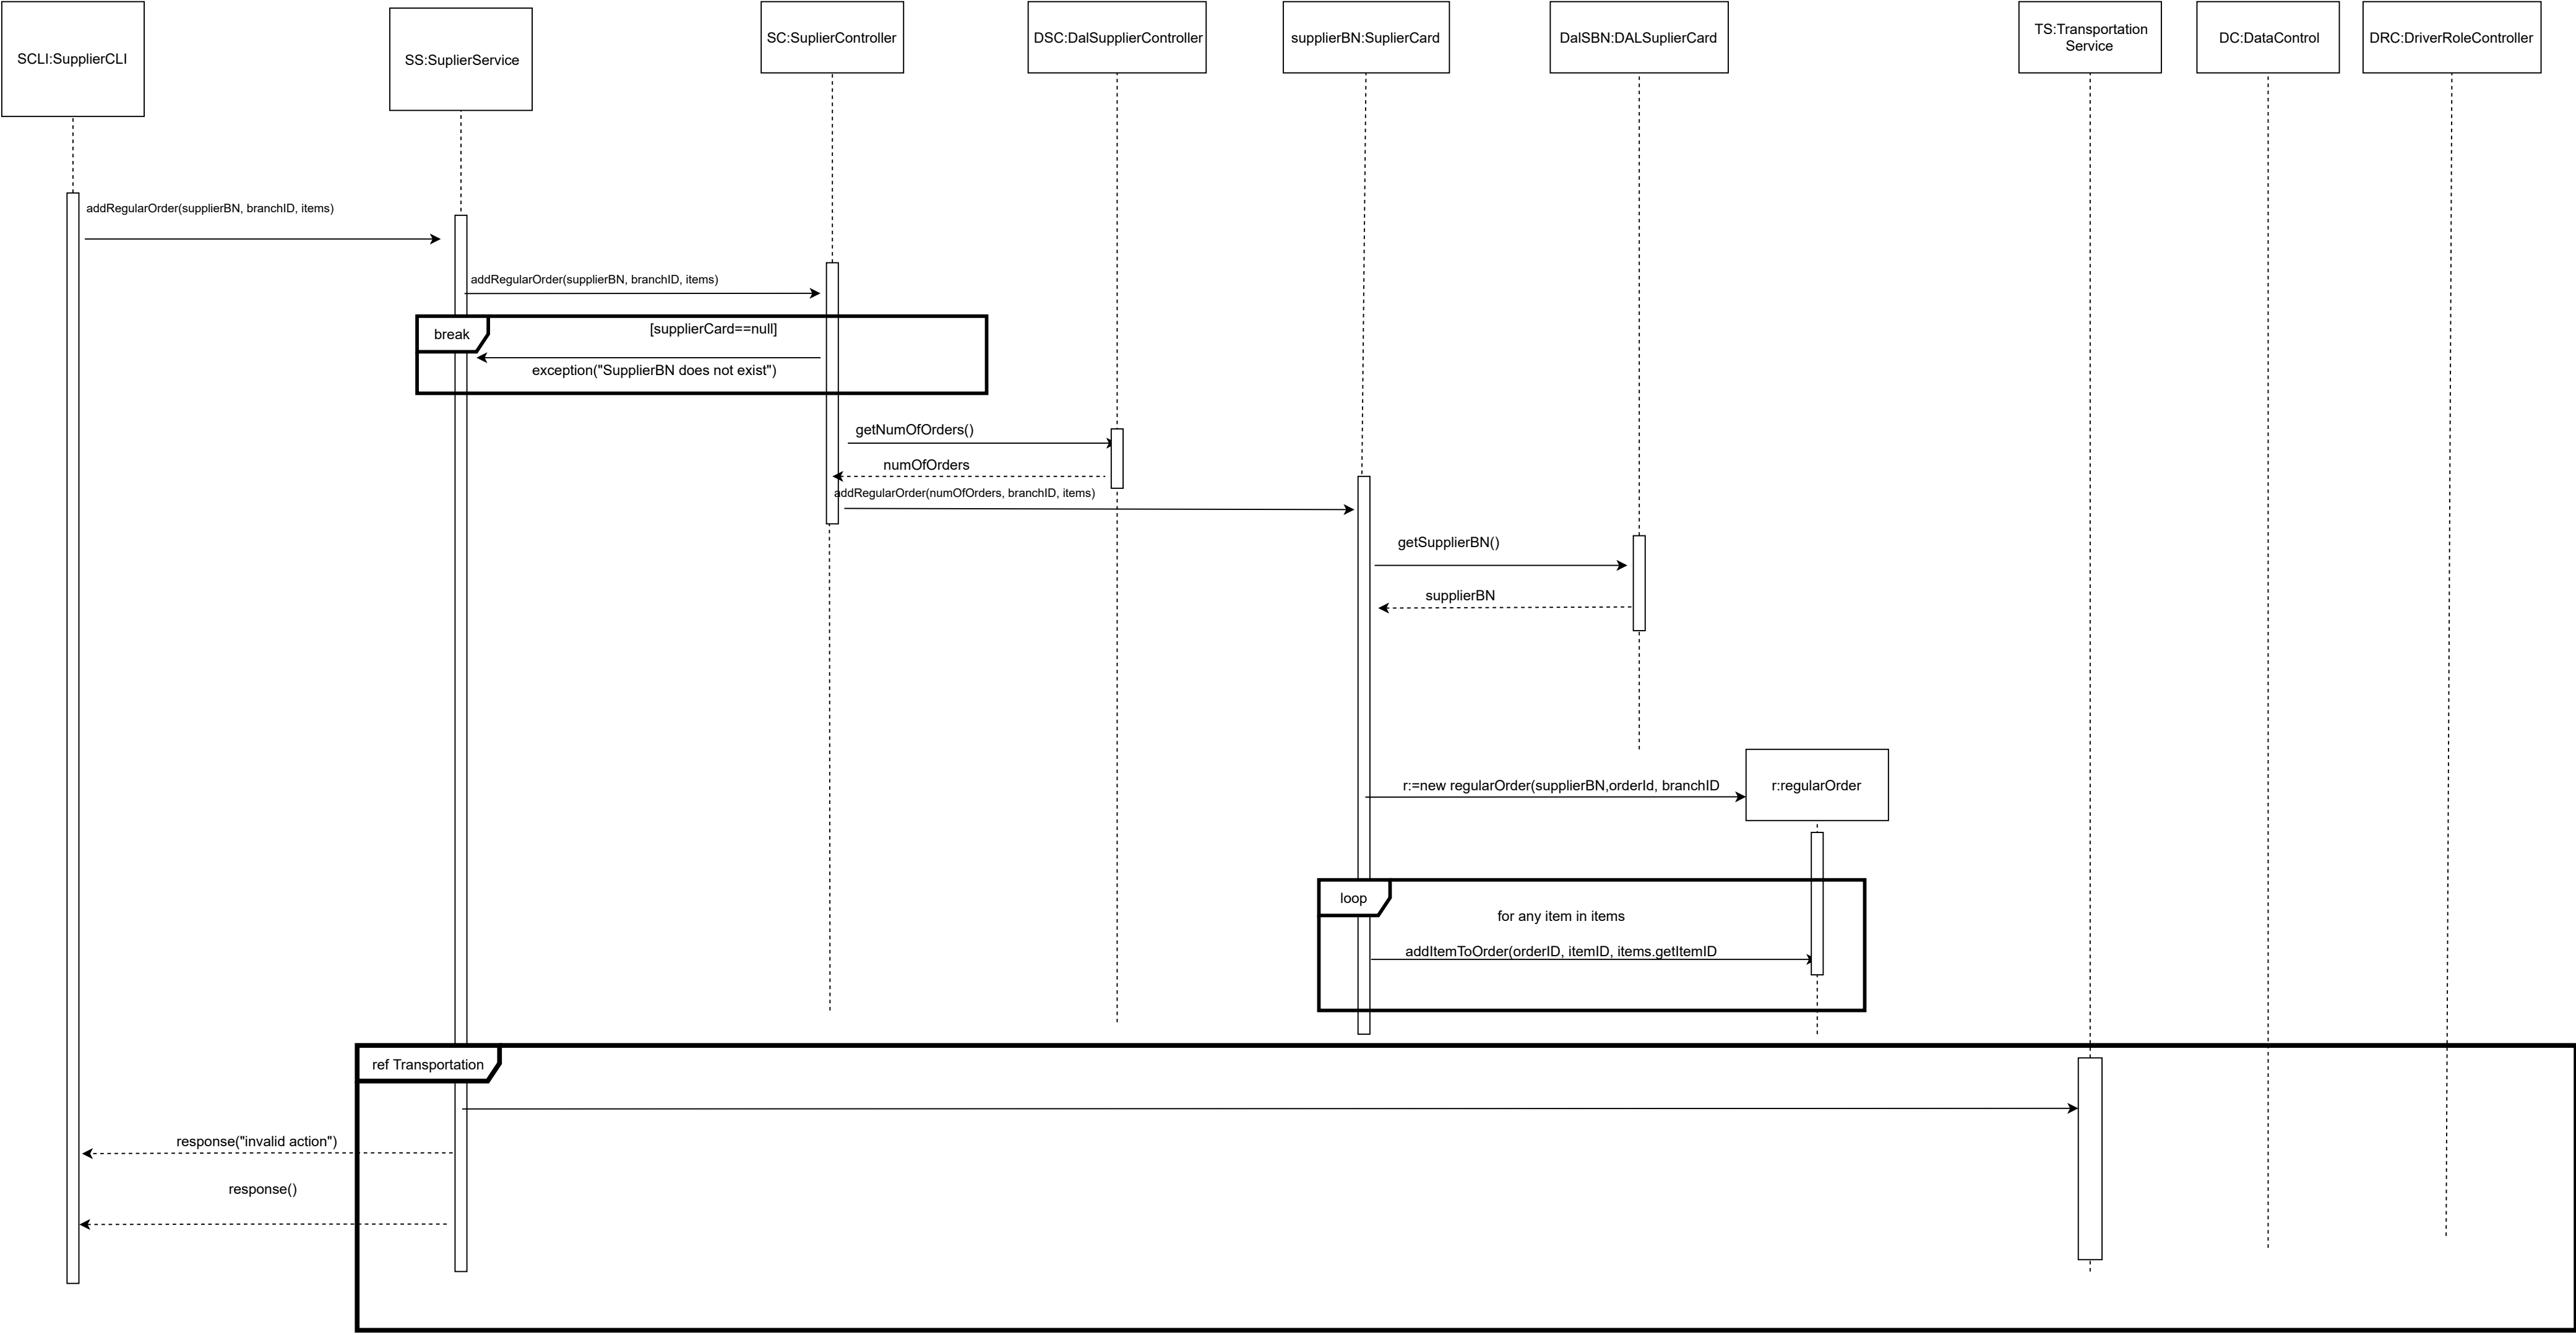 SCLI:SupplierCLI
SS:SuplierService
SC:SuplierController
DSC:DalSupplierController
supplierBN:SuplierCard
DalSBN:DALSuplierCard
TS:Transportation
Service
DC:DataControl
DRC:DriverRoleController
addRegularOrder(supplierBN, branchID, items)
addRegularOrder(supplierBN, branchID, items)
break
[supplierCard==null]
exception("SupplierBN does not exist")
getNumOfOrders()
numOfOrders
addRegularOrder(numOfOrders, branchID, items)
getSupplierBN()
supplierBN
r:=new regularOrder(supplierBN,orderId, branchID
r:regularOrder
loop
for any item in items
addItemToOrder(orderID, itemID, items.getItemID
ref Transportation
response("invalid action")
response()